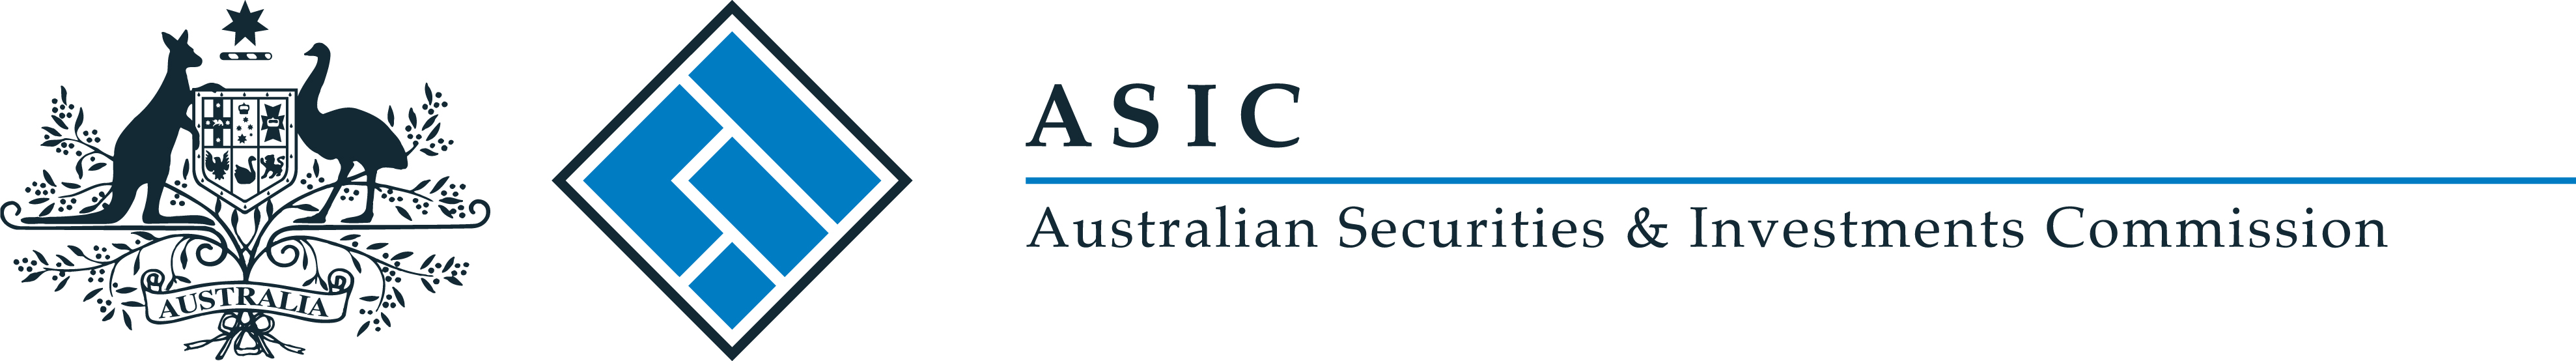 AUSTRALIA
ASIC
Australian Securities & Investments Commission